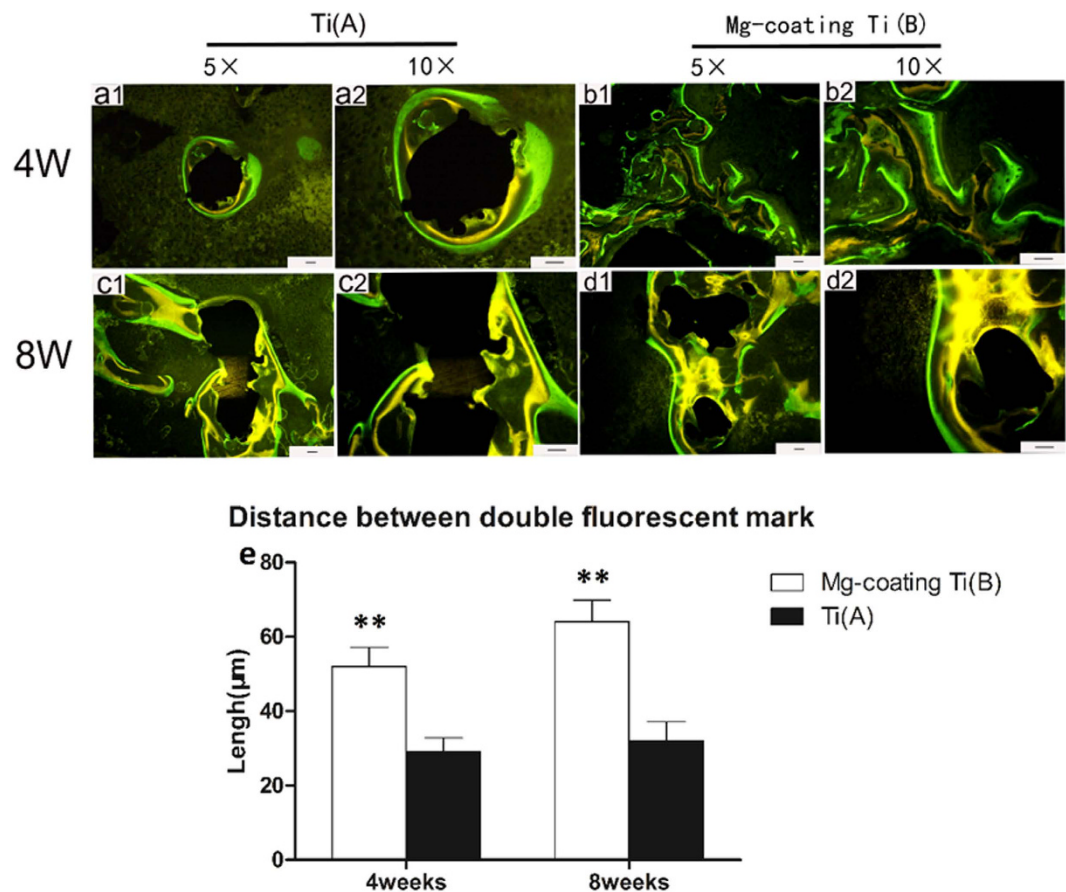 Ti(A)
Mg-coating Ti(B)
5×
10×
5×
10×
4W
a1
a2
b1
b2
8W
c1
c2
d1
d2
Distance between double fluorescent mark
e
Lengh(μm)
80
60
40
20
0
**
**
4weeks
8weeks
Mg-coating Ti(B)
Ti(A)